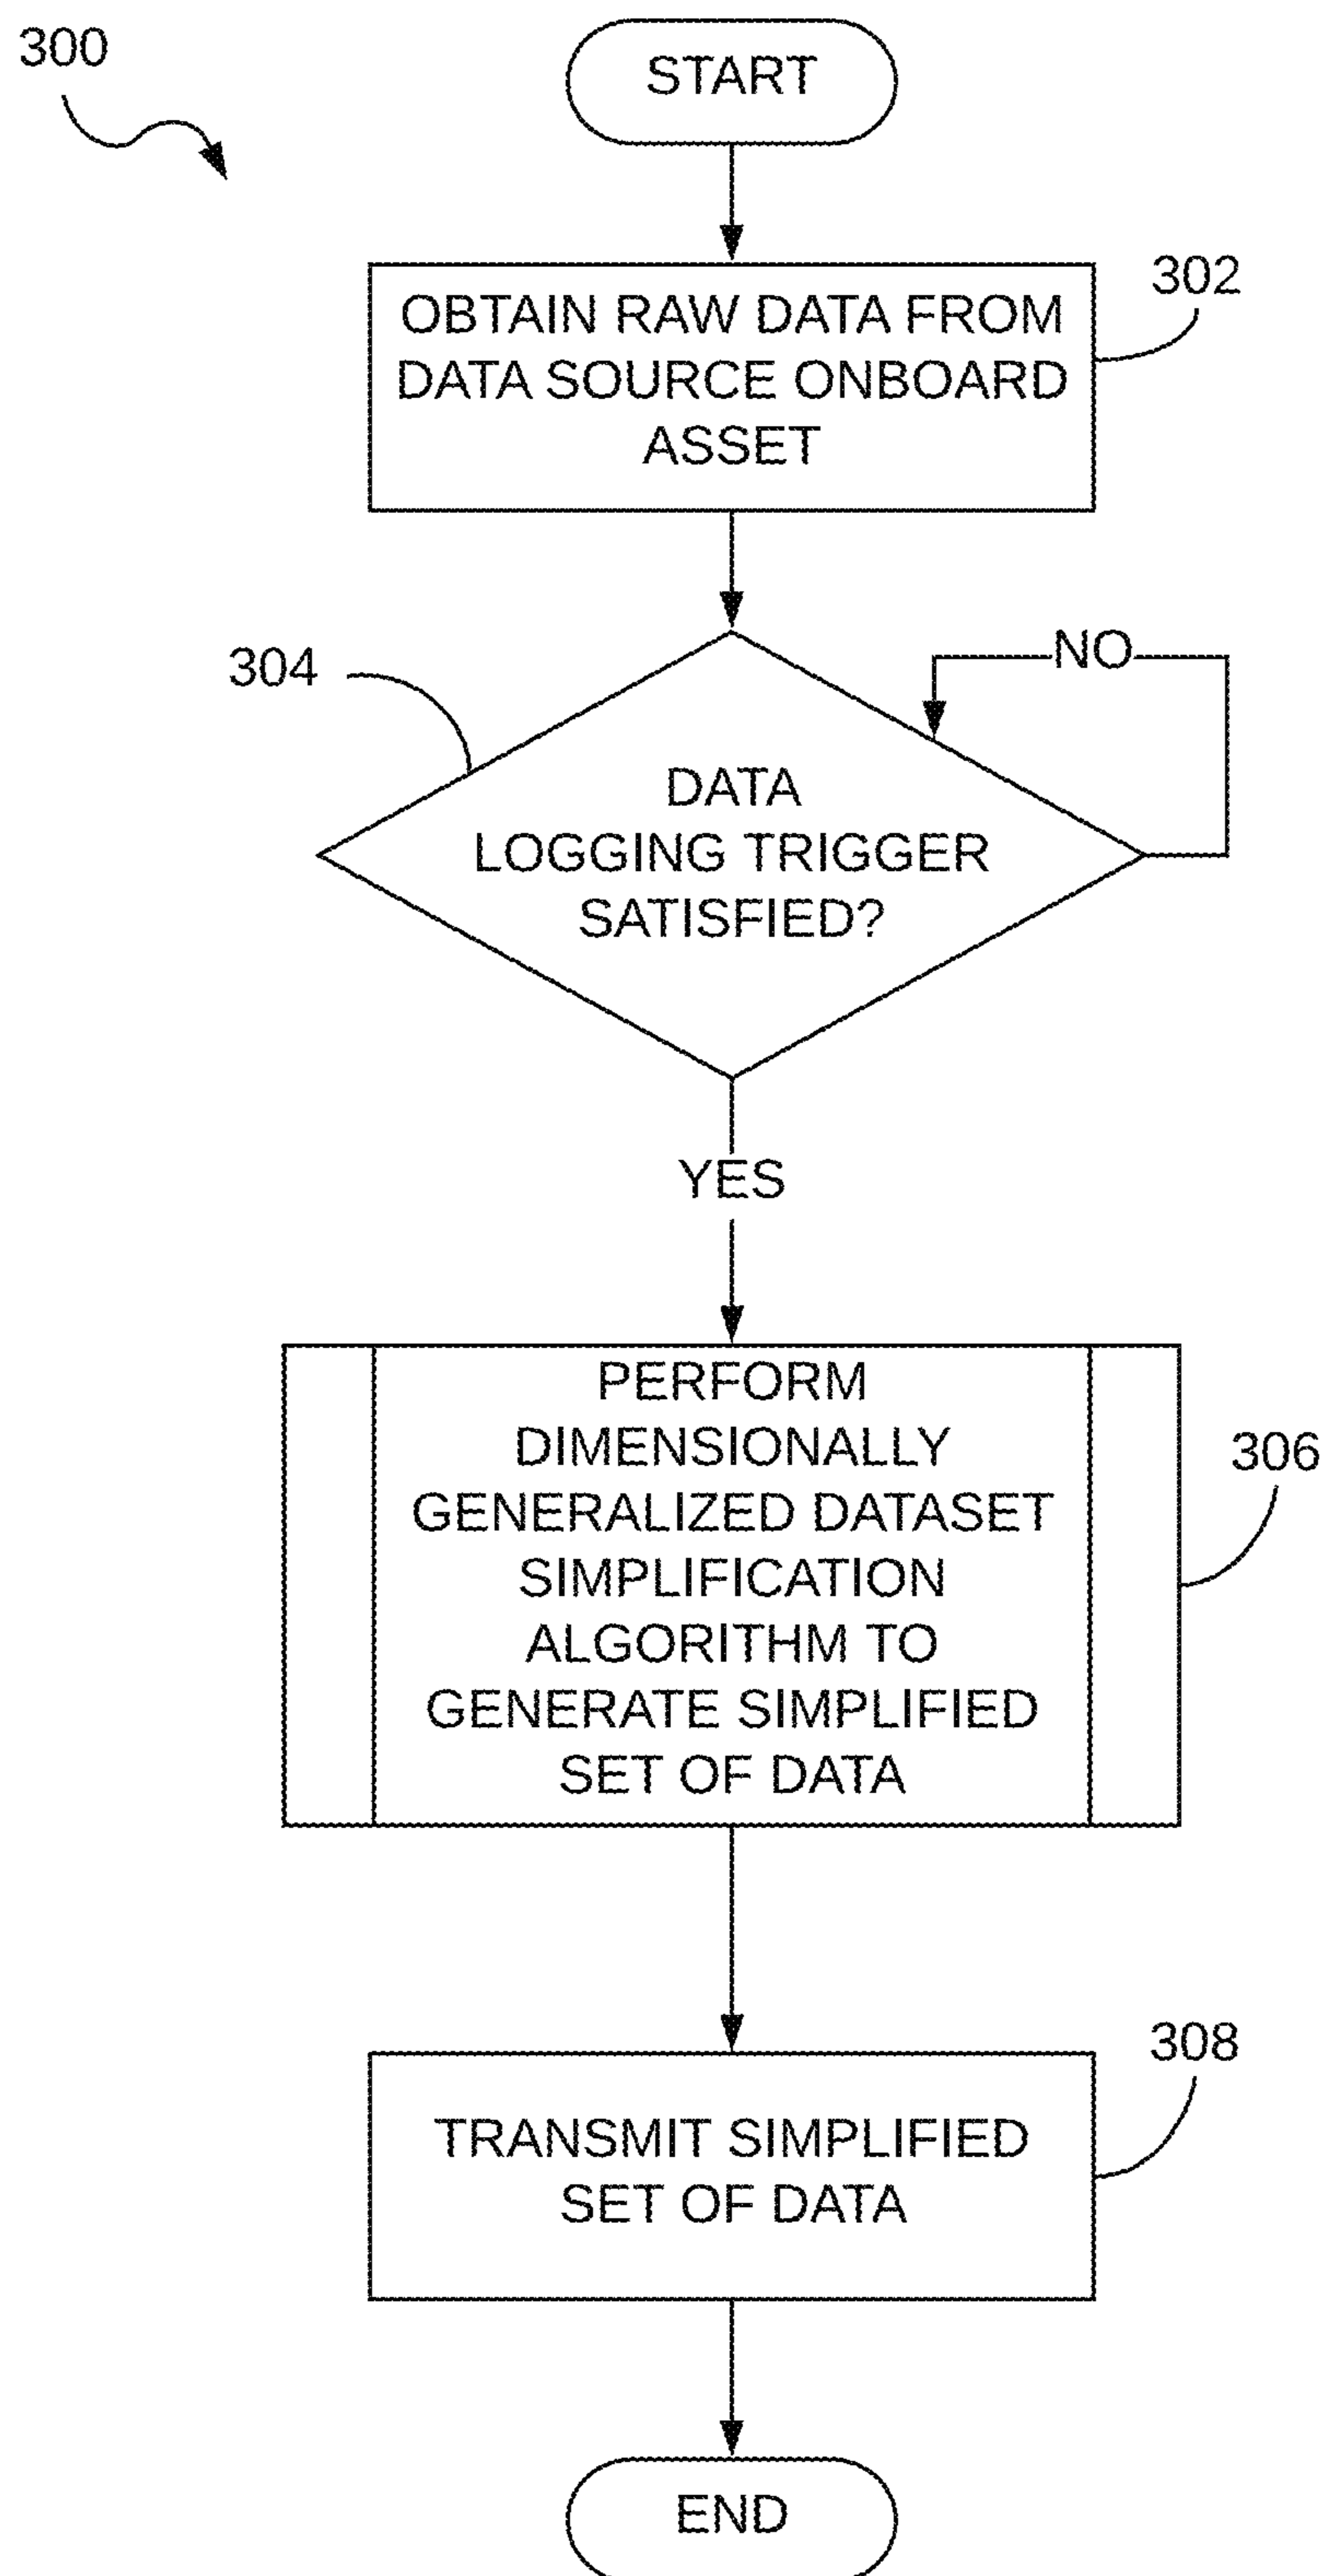 300
START
302
OBTAIN RAW DATA FROM
DATA SOURCE ONBOARD
ASSET
304
NO
DATA
LOGGING TRIGGER
SATISFIED?
YES
306
PERFORM
DIMENSIONALLY
GENERALIZED DATASET
SIMPLIFICATION
ALGORITHM TO
GENERATE SIMPLIFIED
SET OF DATA
308
TRANSMIT SIMPLIFIED
SET OF DATA
END